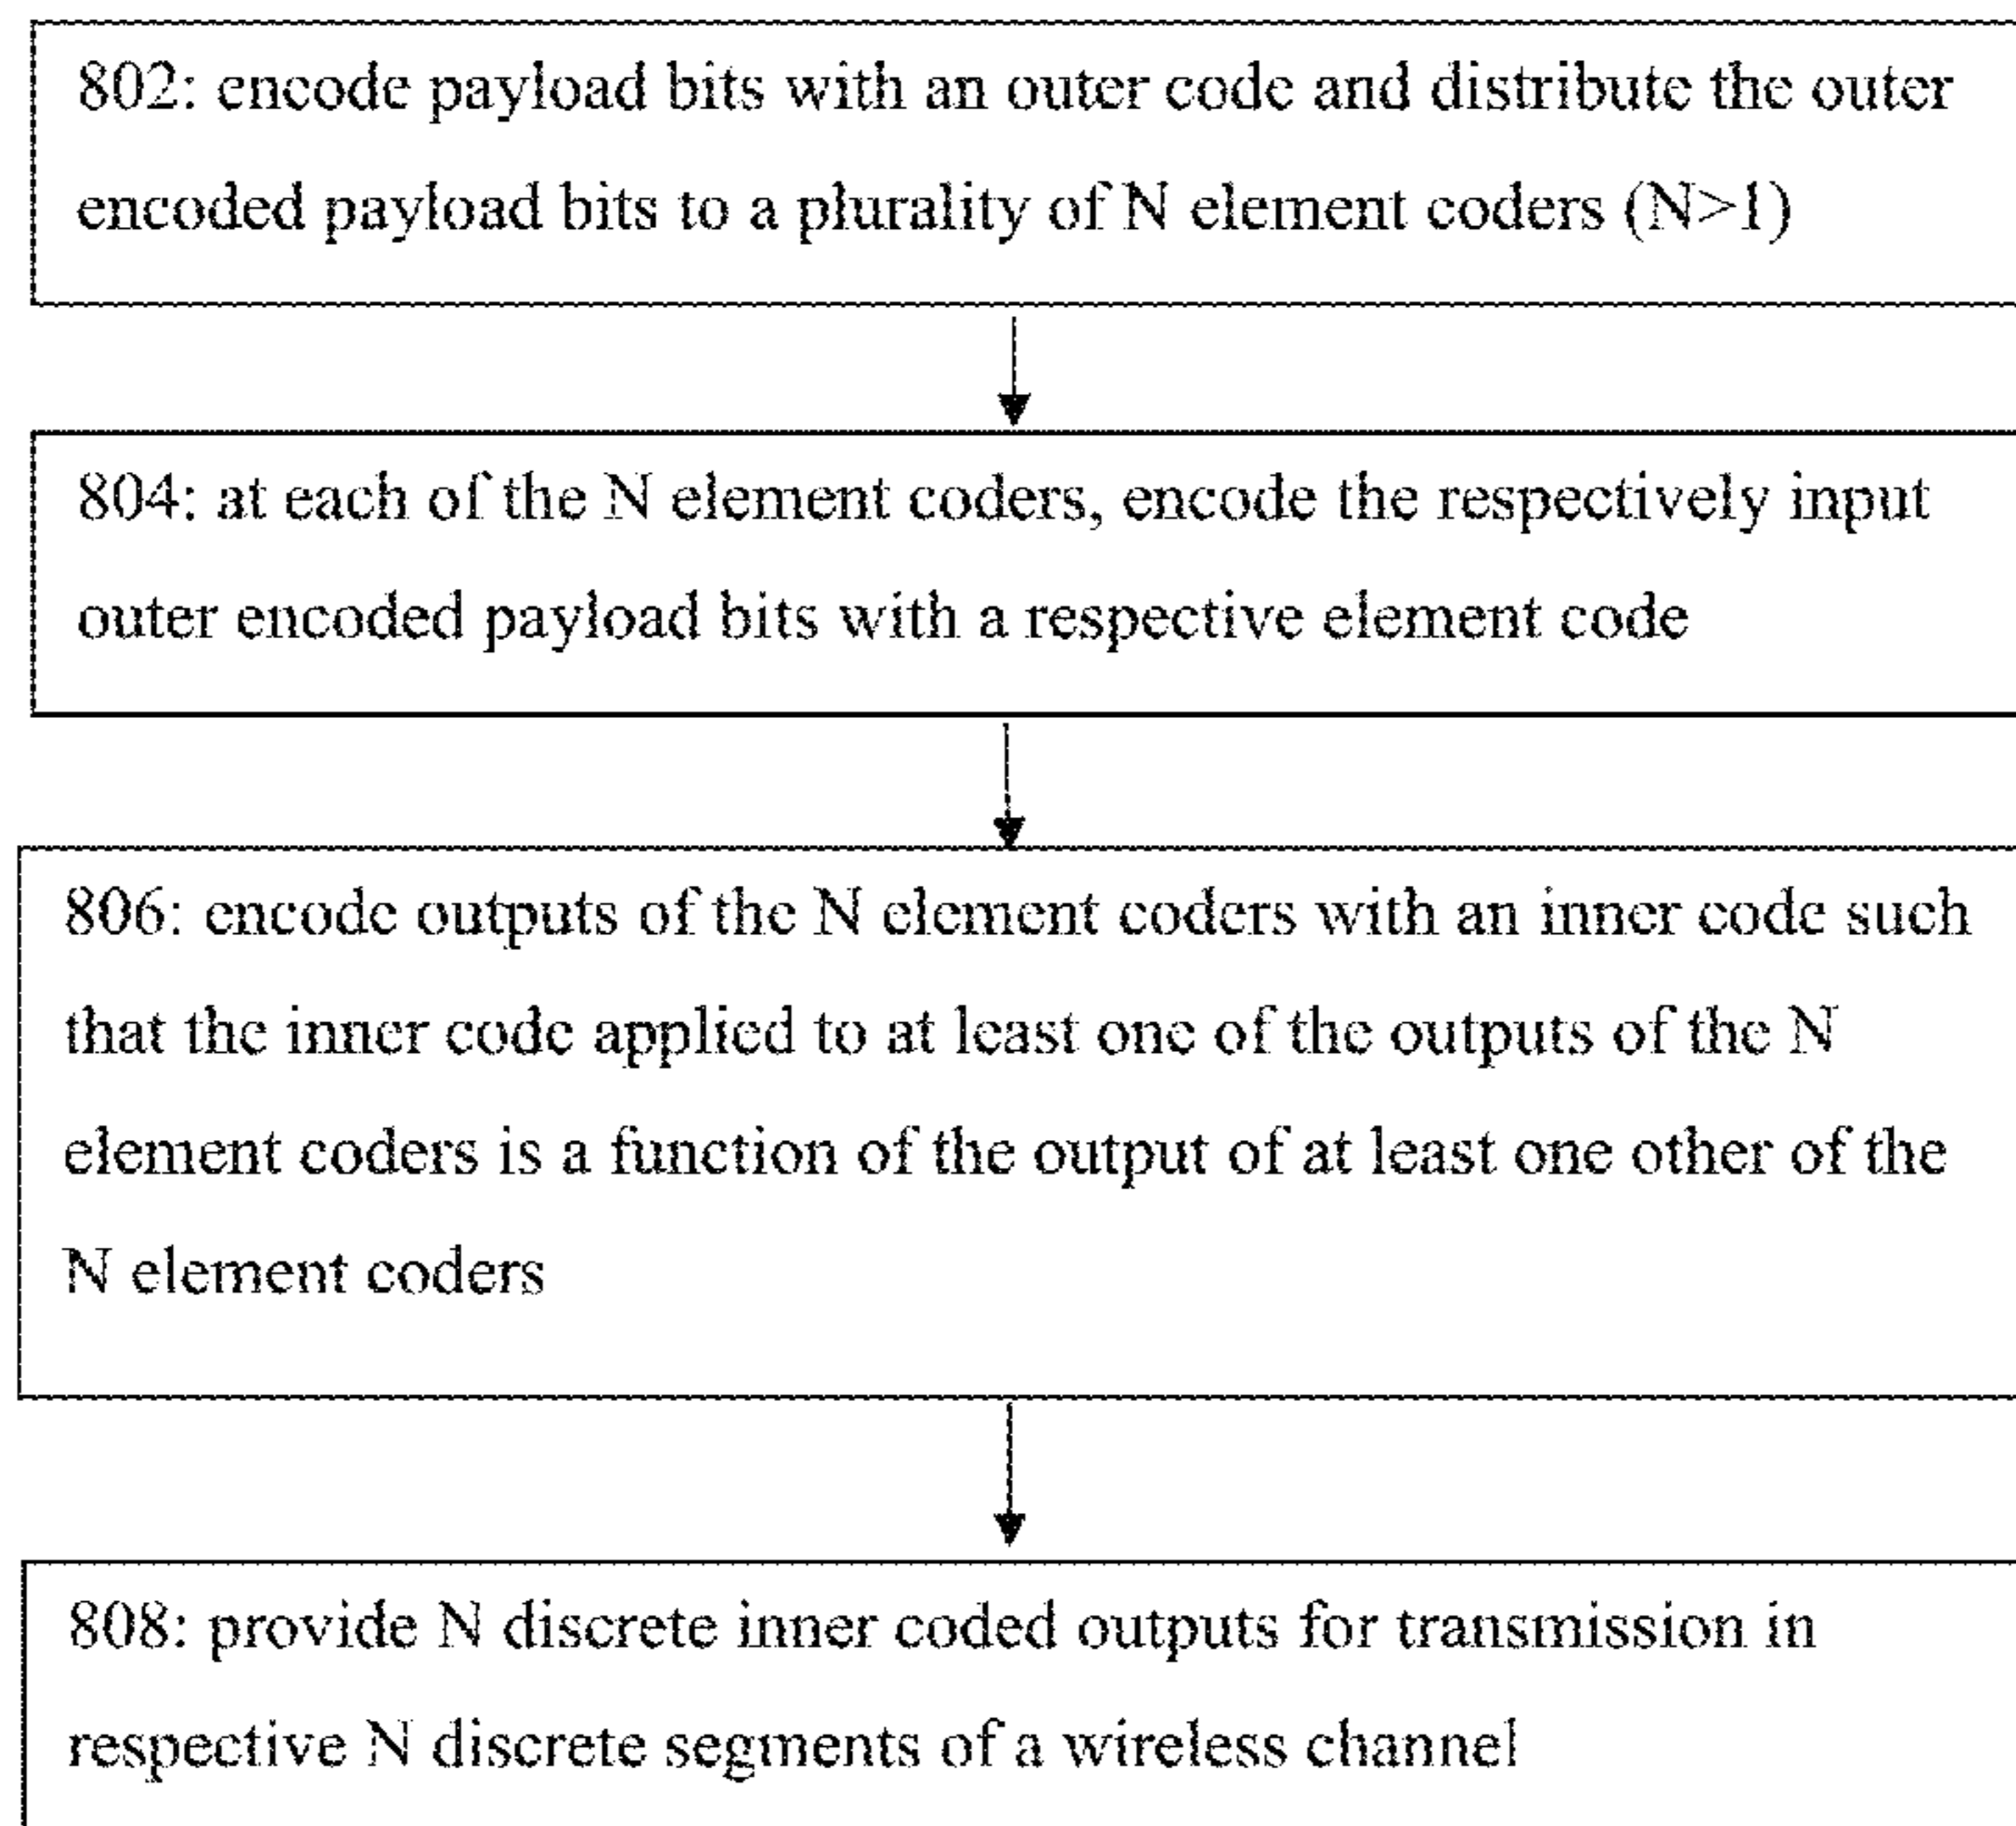 802: encode payload bits with an outer code and distribute the outer
encoded payload bits to a plurality of N element coders (N>1)
804: at each of the N element coders, encode the respectively input
outer encoded payload bits with a respective element code
806: encode outputs of the N element coders with an inner code such
that the inner code applied to at least one of the outputs of the N
element coders is a function of the output of at least one other of the
N element coders
808: provide N discrete inner coded outputs for transmission in
respective N discrete segments of a wireless channel